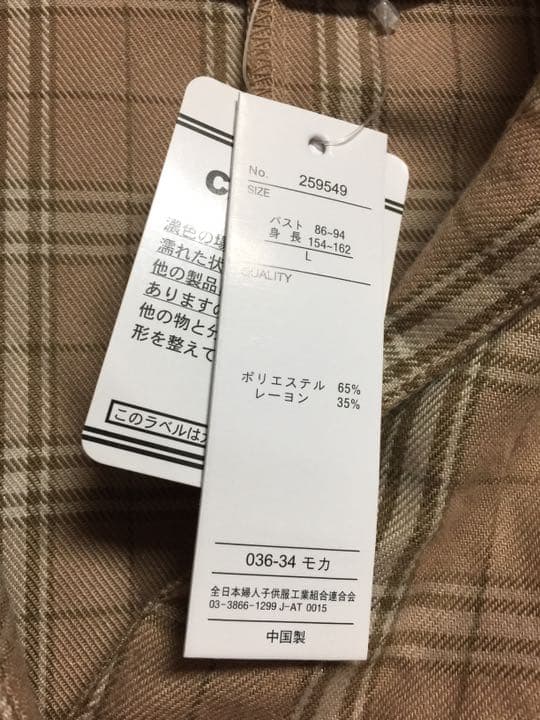 No. 259549
SIZE
バスト 86~94
身長 154~162
L
QUALITY
ポリエステル 65%
レーヨン 35%
036-34 モカ
全日本婦人子供服工業組合連合会
03-3866-1299 J-AT 0015
中国製
C
濃色の
濡れた状
他の製品
ありますの
他の物と分
形を整えて
このラベルは